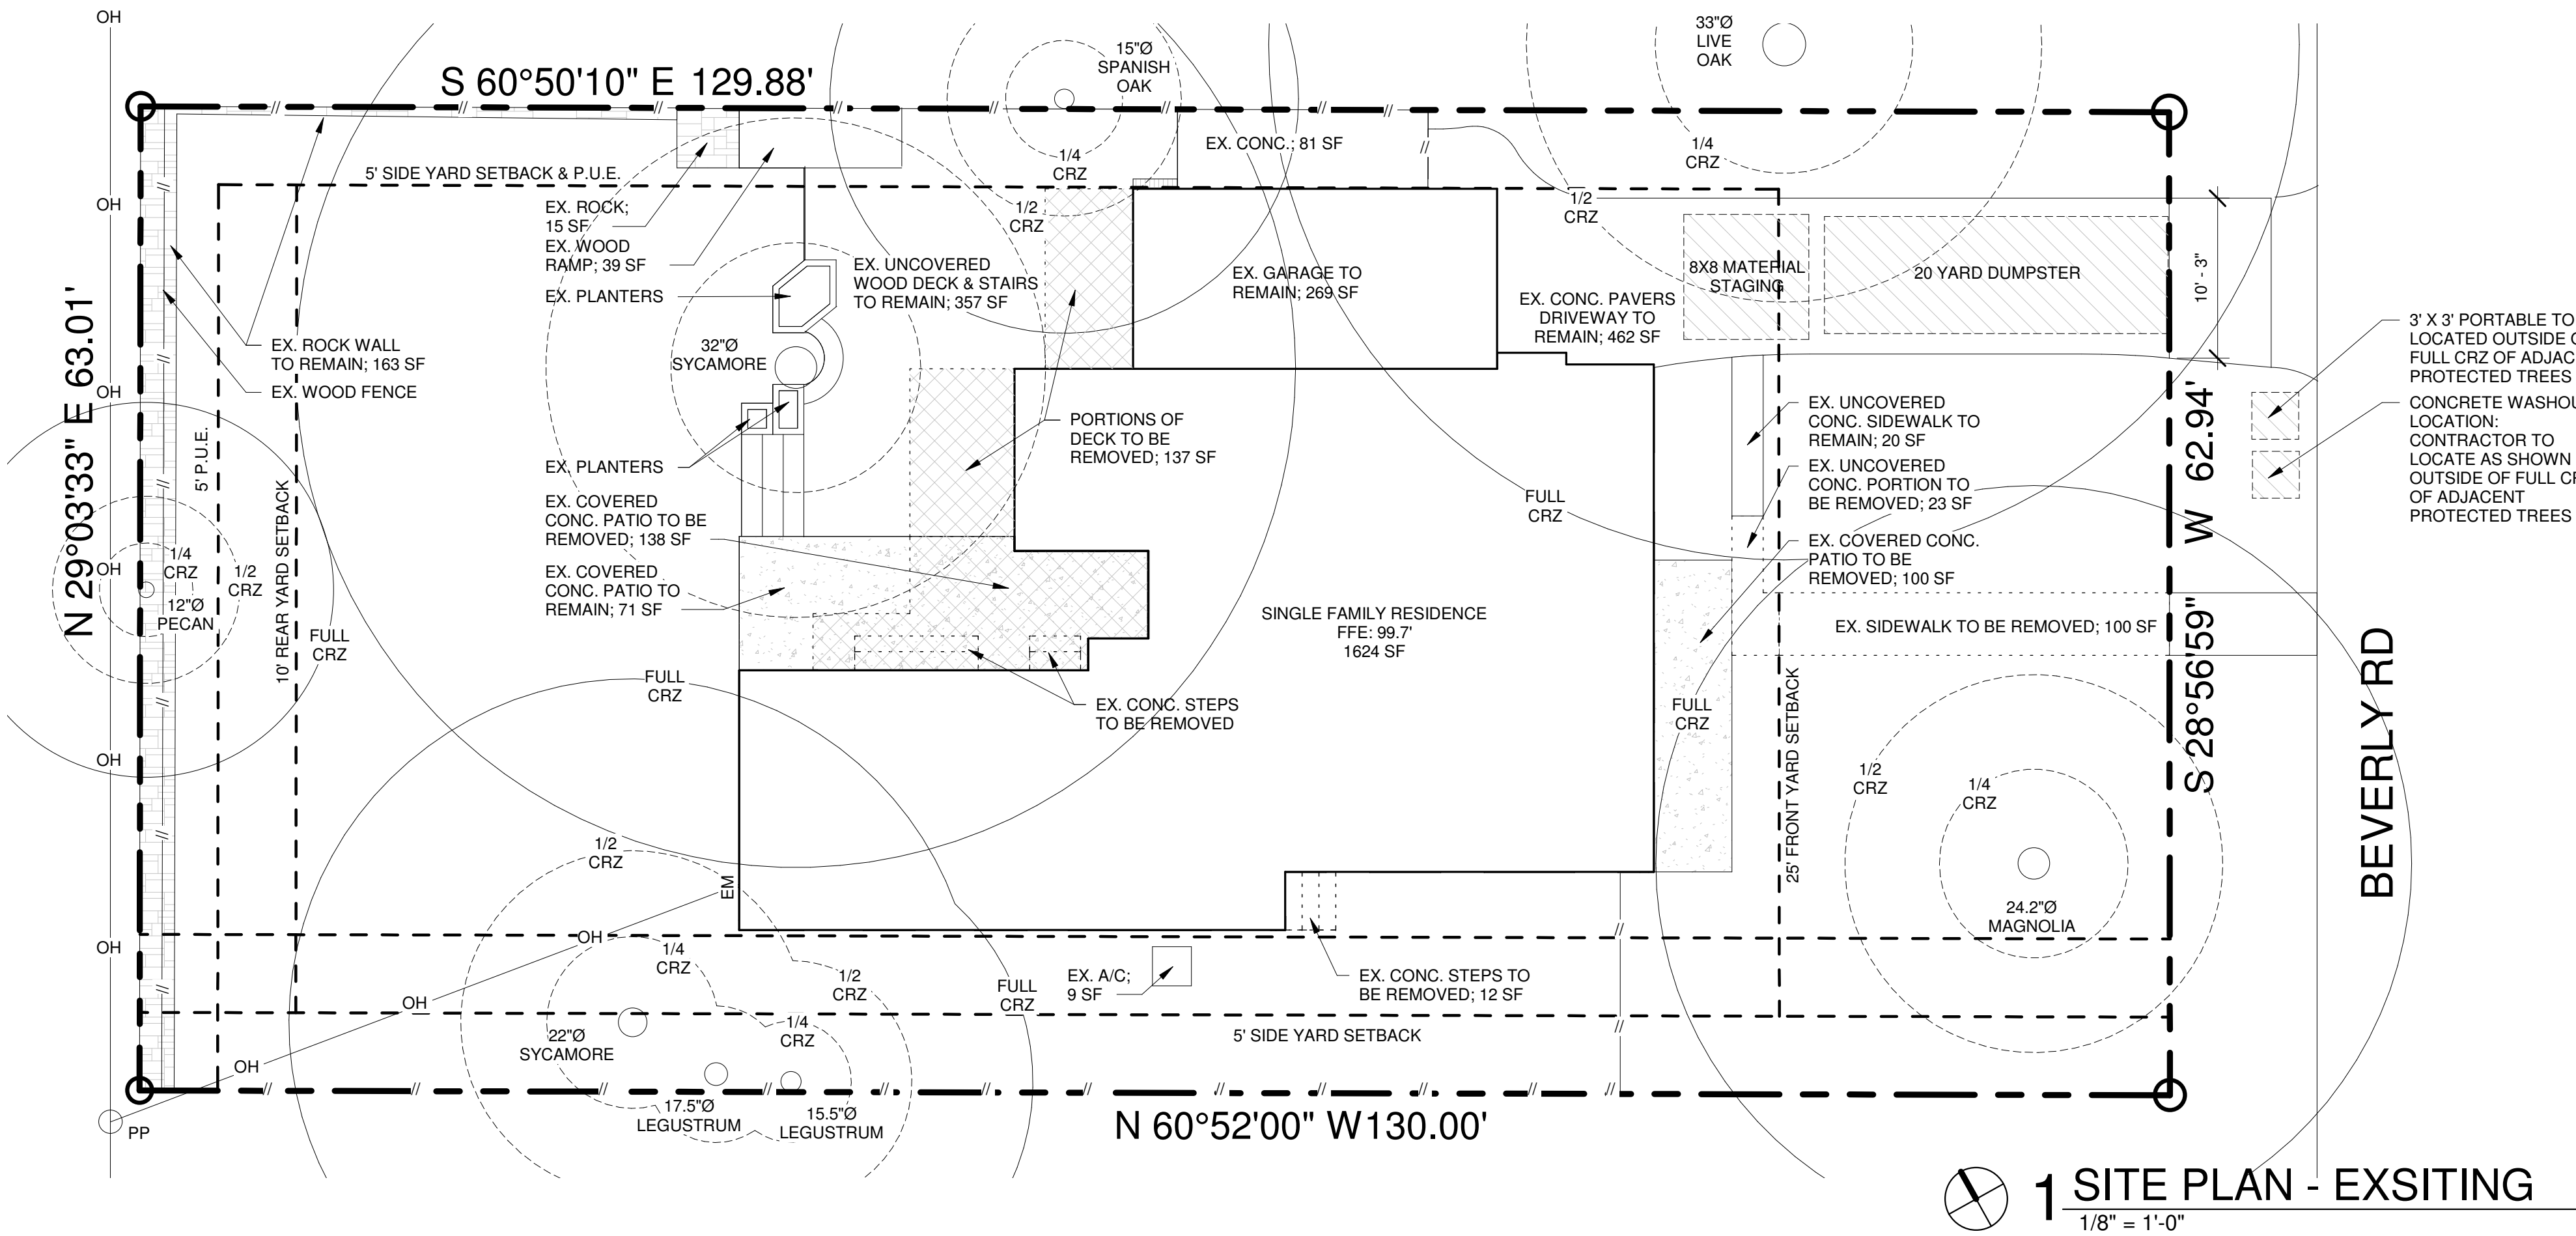 OH
33"Ø
LIVE
OAK
15"Ø
SPANISH
OAK
S 60°50'10" E 129.88'
1/4
CRZ
EX. CONC.; 81 SF
1/4
CRZ
5' SIDE YARD SETBACK & P.U.E.
OH
EX. ROCK;
15 SF
1/2
CRZ
1/2
CRZ
EX. WOOD
RAMP; 39 SF
EX. PLANTERS
EX. UNCOVERED
WOOD DECK & STAIRS
TO REMAIN; 357 SF
EX. GARAGE TO
REMAIN; 269 SF
8X8 MATERIAL
STAGING
20 YARD DUMPSTER
10' - 3"
EX. CONC. PAVERS
DRIVEWAY TO
REMAIN; 462 SF
N 29°03'33" E 63.01'
EX. ROCK WALL
TO REMAIN; 163 SF
EX. WOOD FENCE
OH
32"Ø
SYCAMORE
3' X 3' PORTABLE TO
LOCATED OUTSIDE
FULL CRZ OF ADJAC
PROTECTED TREES
CONCRETE WASHOU
LOCATION:
CONTRACTOR TO
LOCATE AS SHOWN
OUTSIDE OF FULL CR
OF ADJACENT
PROTECTED TREES
EX. UNCOVERED
CONC. SIDEWALK TO
REMAIN; 20 SF
EX. UNCOVERED
CONC. PORTION TO
BE REMOVED; 23 SF
EX. COVERED CONC.
PATIO TO BE
REMOVED; 100 SF
PORTIONS OF
DECK TO BE
REMOVED; 137 SF
5' P.U.E.
10' REAR YARD SETBACK
EX. PLANTERS
EX. COVERED
CONC. PATIO TO BE
REMOVED; 138 SF
EX. COVERED
CONC. PATIO TO
REMAIN; 71 SF
FULL
CRZ
OH
1/4
CRZ
1/2
CRZ
12"Ø
PECAN
FULL
CRZ
SINGLE FAMILY RESIDENCE
FFE: 99.7'
1624 SF
EX. SIDEWALK TO BE REMOVED; 100 SF
S 28°56'59" W 62.94'
BEVERLY RD
FULL
CRZ
EX. CONC. STEPS
TO BE REMOVED
FULL
CRZ
25' FRONT YARD SETBACK
OH
1/2
CRZ
1/4
CRZ
1/2
CRZ
EM
24.2"Ø
MAGNOLIA
OH
OH
1/4
CRZ
1/2
CRZ
FULL
CRZ
EX. A/C;
9 SF
EX. CONC. STEPS TO
BE REMOVED; 12 SF
OH
1/4
CRZ
22"Ø
SYCAMORE
5' SIDE YARD SETBACK
OH
17.5"Ø
LEGUSTRUM
15.5"Ø
LEGUSTRUM
PP
N 60°52'00" W130.00'
1 SITE PLAN - EXSITING
1/8" = 1'-0"